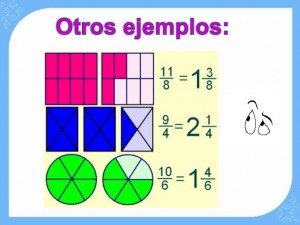 Otros ejemplos:
11/8 = 1 3/8
9/4 = 2 1/4
10/6 = 1 4/6